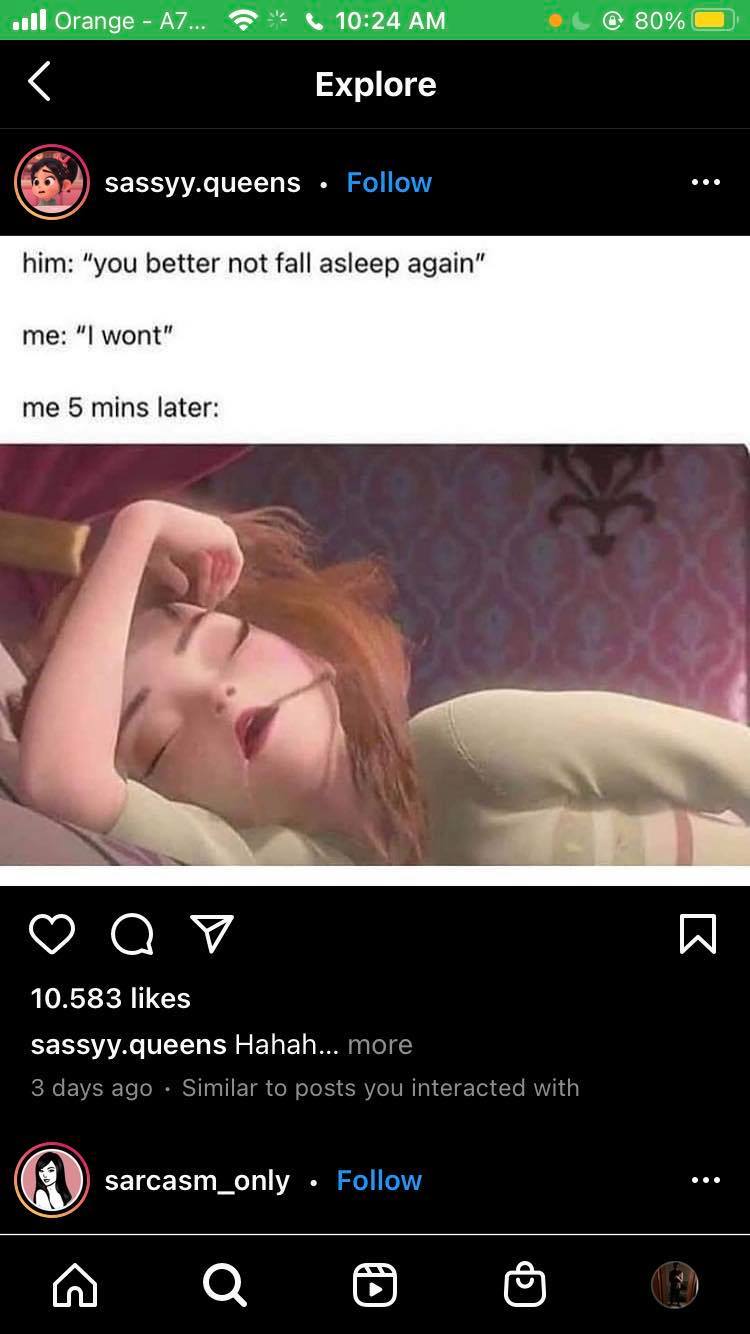 Orange - A7... 10:24 AM 80%
Explore
sassyy.queens • Follow
him: “you better not fall asleep again”
me: “I wont”
me 5 mins later:
10.583 likes
sassyy.queens Hahah... more
3 days ago · Similar to posts you interacted with
sarcasm_only • Follow